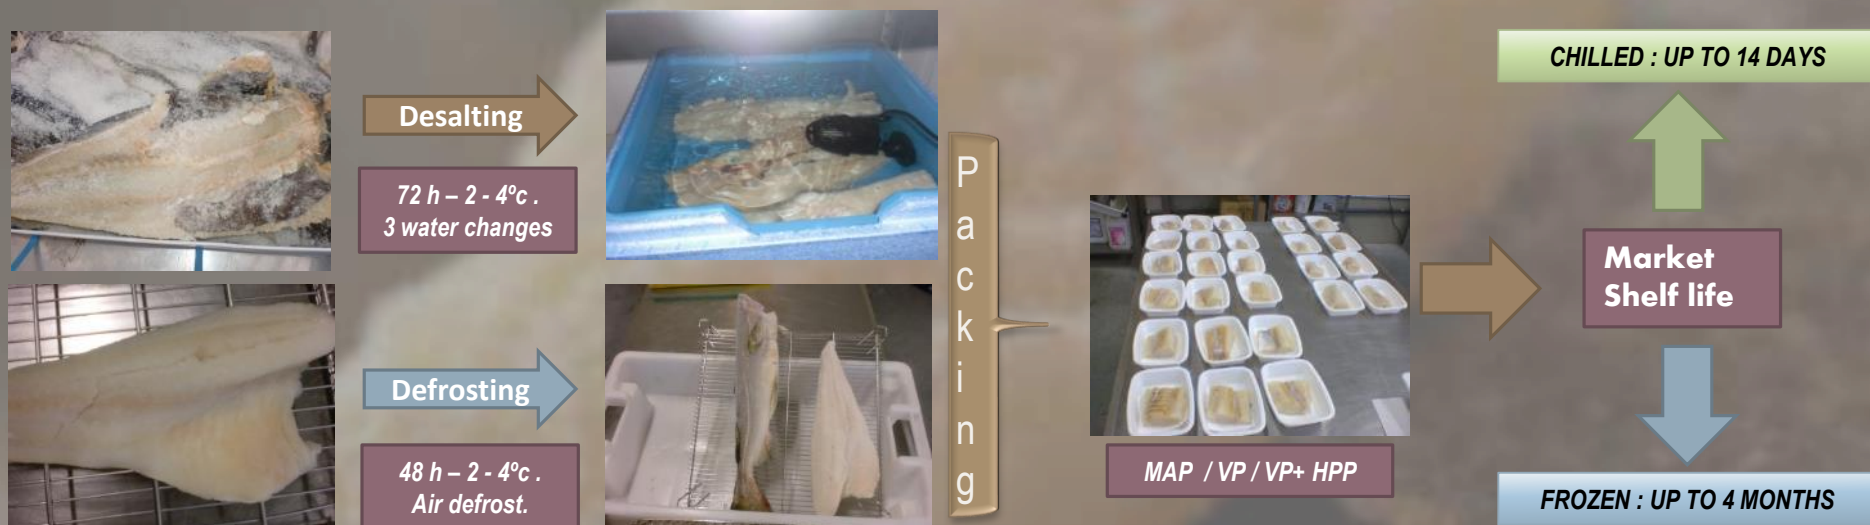 Desalting
72 h – 2 - 4ºc .
3 water changes
Defrosting
48 h – 2 - 4ºc .
Air defrost.
Packing
MAP / VP / VP+ HPP
CHILLED : UP TO 14 DAYS
Market
Shelf life
FROZEN : UP TO 4 MONTHS